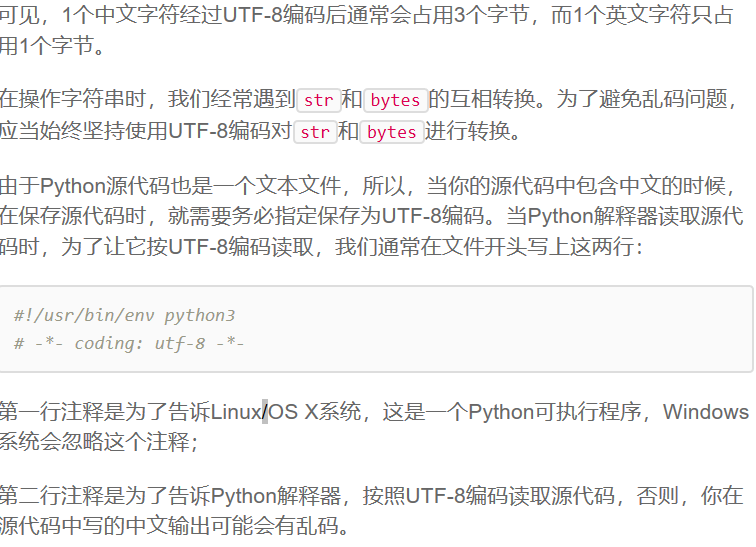 可见，1个中文字符经过UTF-8编码后通常会占用3个字节，而1个英文字符只占
用1个字节。
在操作字符串时，我们经常遇到str和bytes的互相转换。为了避免乱码问题，
应当始终坚持使用UTF-8编码对str和bytes进行转换。
由于Python源代码也是一个文本文件，所以，当你的源代码中包含中文的时候，
在保存源代码时，就需要务必指定保存为UTF-8编码。当Python解释器读取源代
码时，为了让它按UTF-8编码读取，我们通常在文件开头写上这两行：
#!/usr/bin/env python3
# -*- coding: utf-8 -*-
第一行注释是为了告诉Linux/OS X系统，这是一个Python可执行程序，Windows
系统会忽略这个注释；
第二行注释是为了告诉Python解释器，按照UTF-8编码读取源代码，否则，你在
源代码中写的中文输出可能会有乱码。